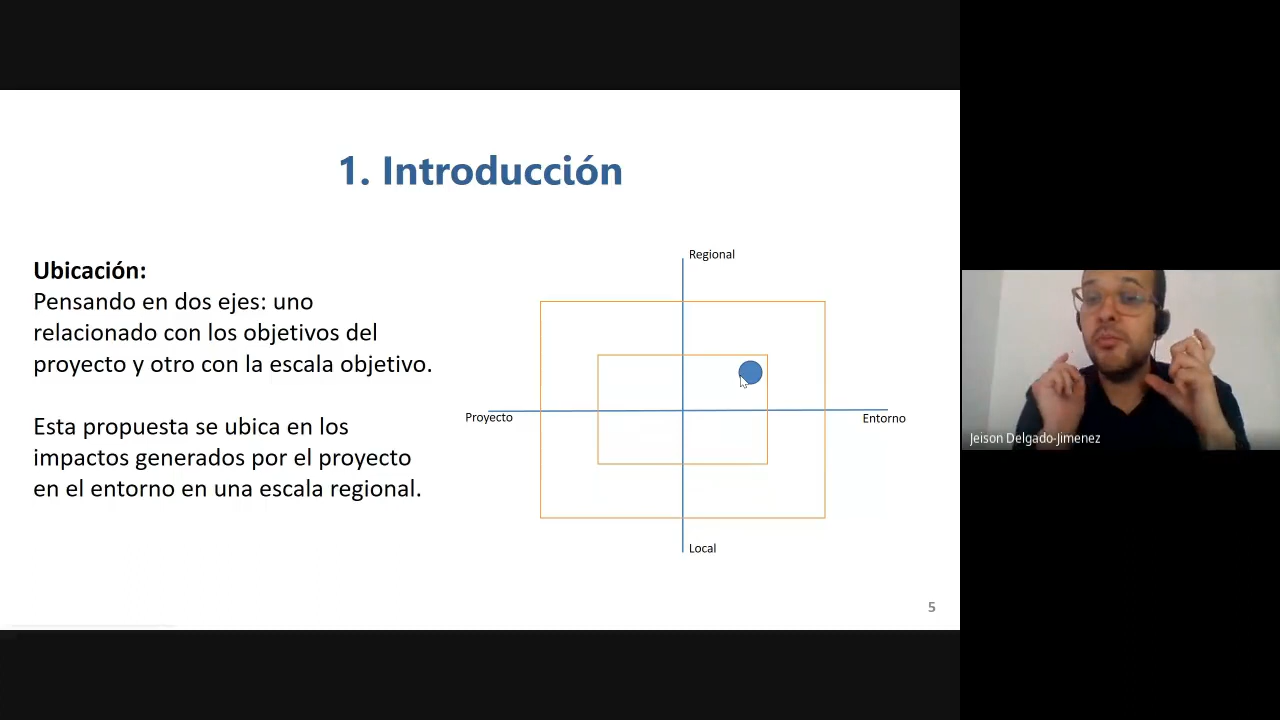 1. Introducción
Ubicación:
Pensando en dos ejes: uno
relacionado con los objetivos del
proyecto y otro con la escala objetivo.
Esta propuesta se ubica en los
impactos generados por el proyecto
en el entorno en una escala regional.
Regional
Proyecto
Entorno
Local
5
Jeison Delgado-Jimenez